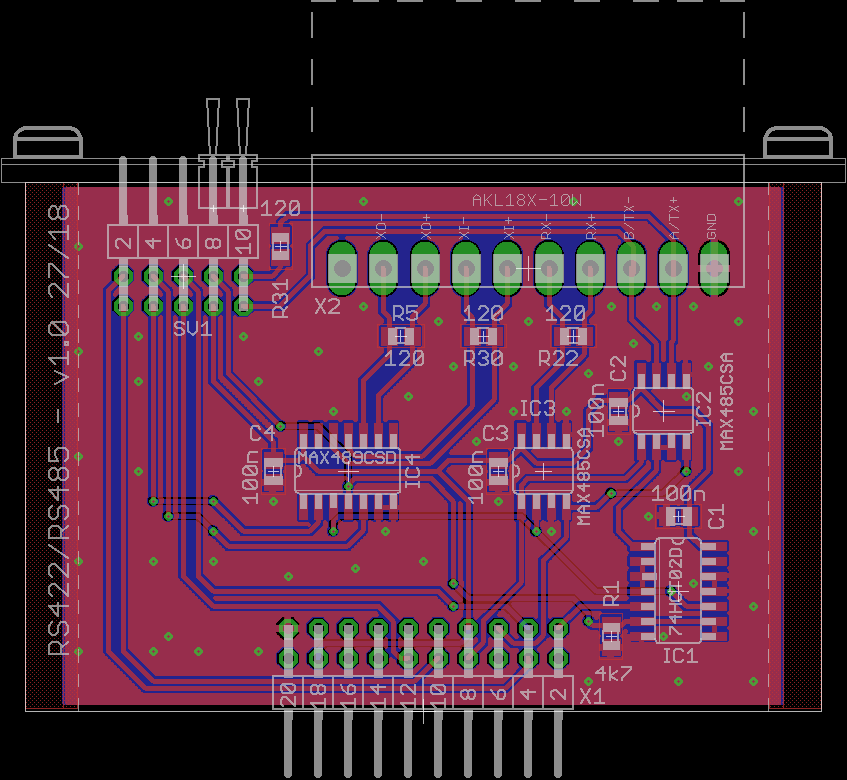 RS422/RS485 - v1.0 27/18
2
4
6
8
10
SV1
120
R31
AKL18X-10W
XO-
XO+
XI-
XI+
RX-
RX+
B/TX-
A/TX+
GND
X2
R5
120
120
R30
120
R22
C2
100n
IC2
MAX485CSA
C4
100n
MAX489CSD
IC4
C3
100n
IC3
MAX485CSA
100n
C1
R1
4k7
74HCT02D
IC1
20
18
16
14
12
10
8
6
4
2
X1